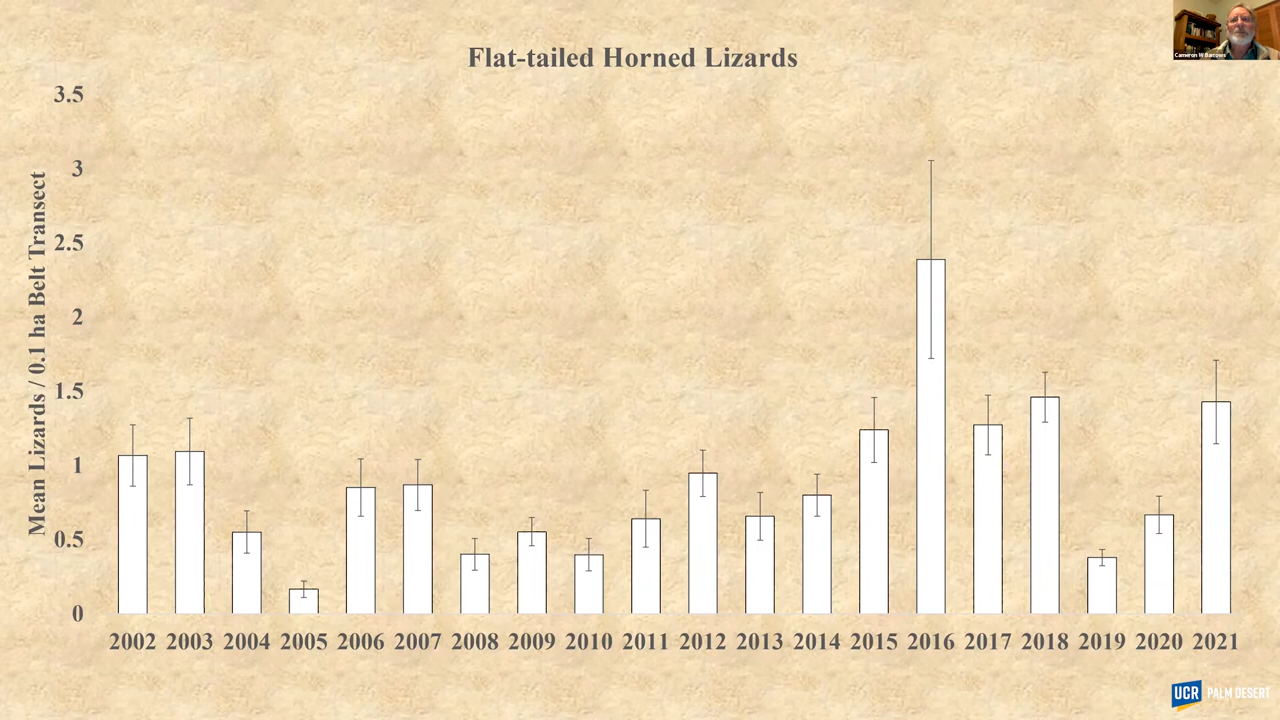 Flat-tailed Horned Lizards
Cameron W Barrows
Mean Lizards / 0.1 ha Belt Transect
3.5
3
2.5
2
1.5
1
0.5
0
2002 2003 2004 2005 2006 2007 2008 2009 2010 2011 2012 2013 2014 2015 2016 2017 2018 2019 2020 2021
UCR PALM DESERT